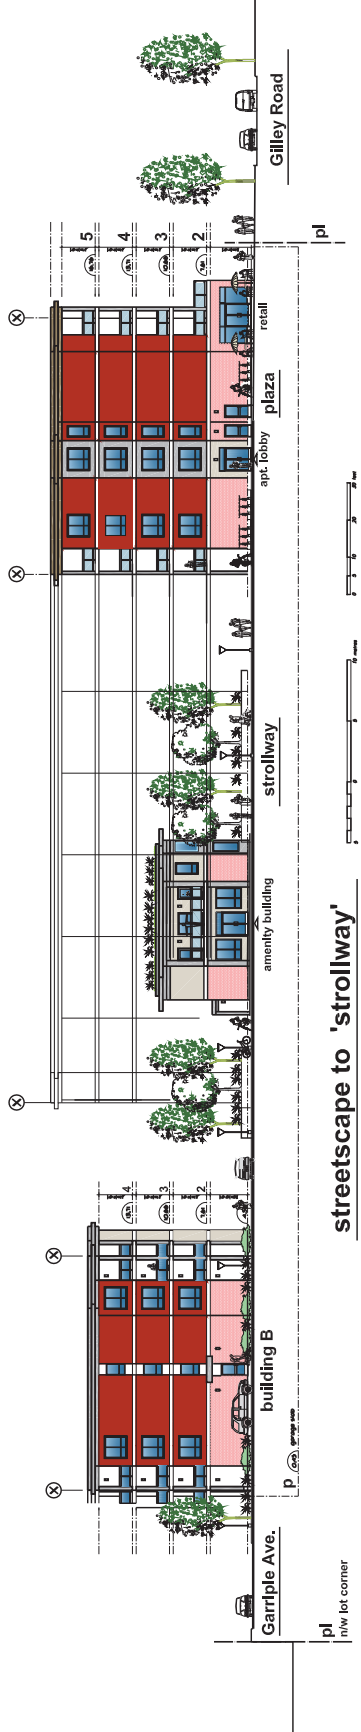 Garriple Ave.
building B
amenity building
strollway
apt. lobby
plaza
retail
Gilley Road
pl
n/w lot corner
p
pl
2
3
4
2
3
4
5
X
X
X
X
X
streetscape to 'strollway'